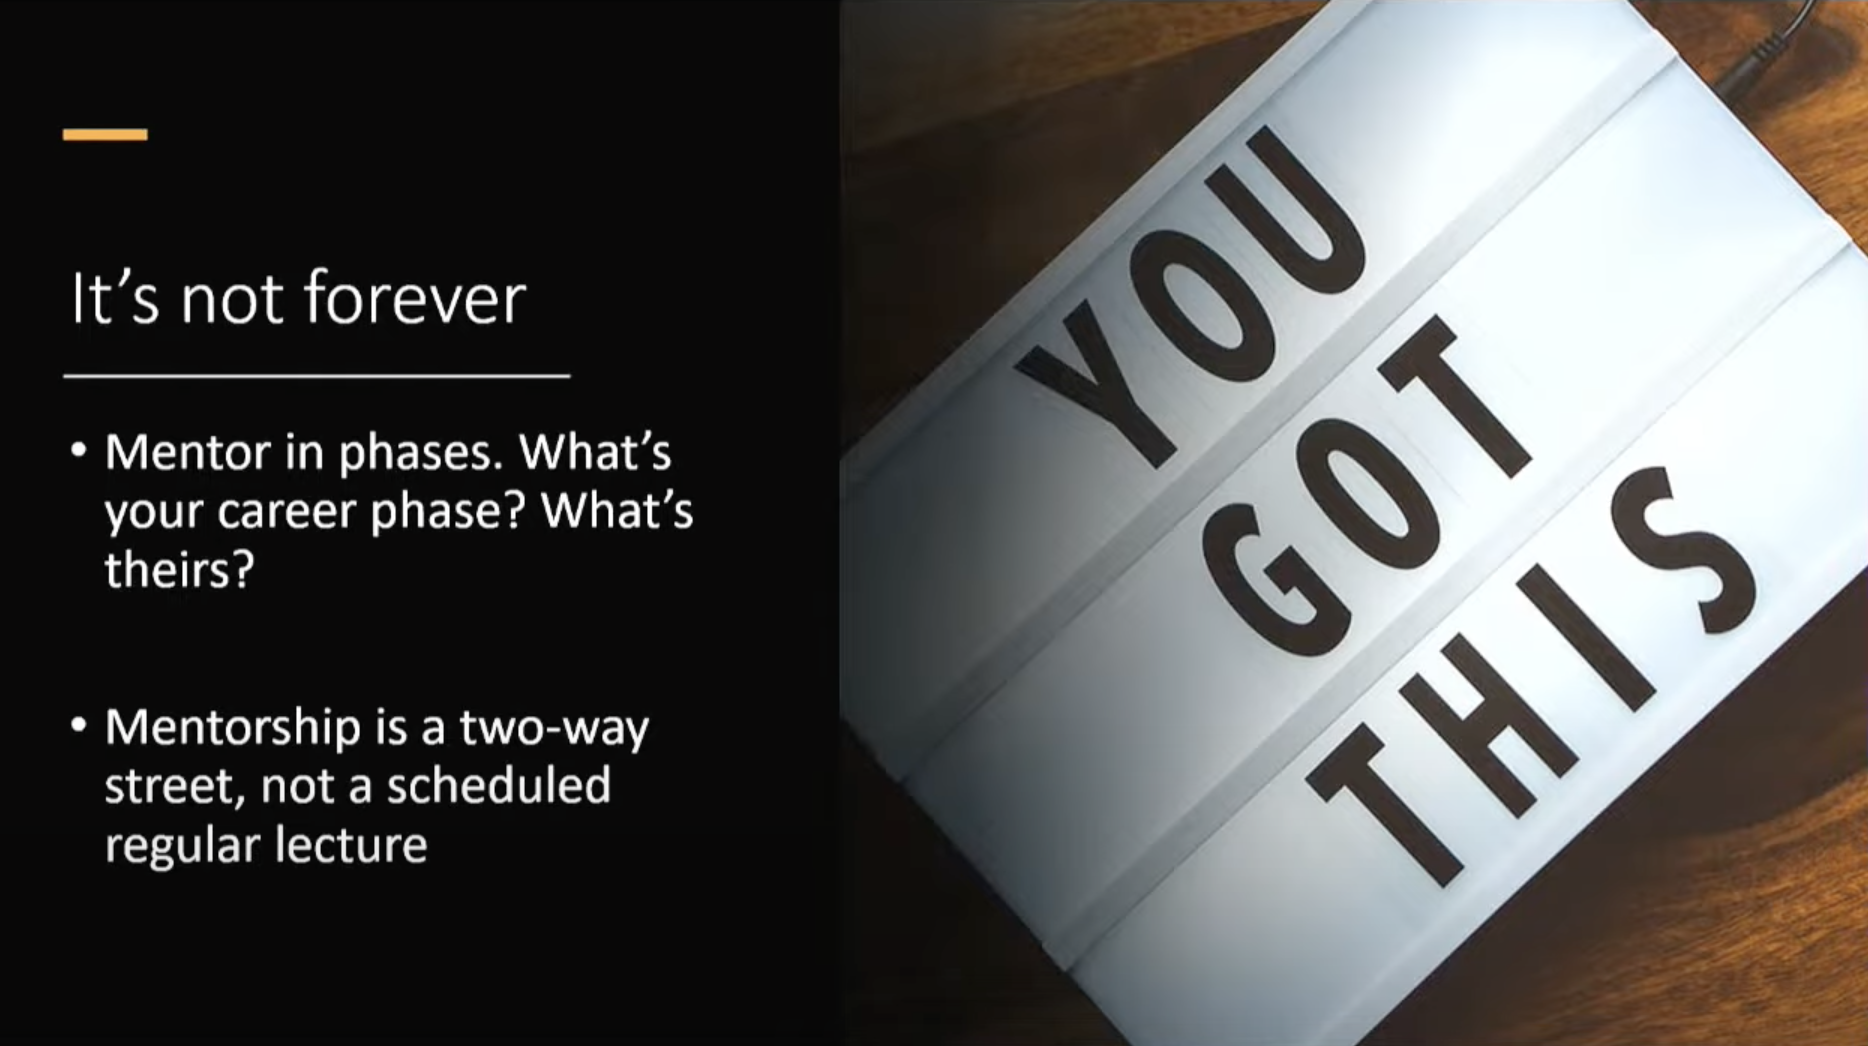 It’s not forever
• Mentor in phases. What’s
your career phase? What’s
theirs?
• Mentorship is a two-way
street, not a scheduled
regular lecture
YOU
GOT
THIS